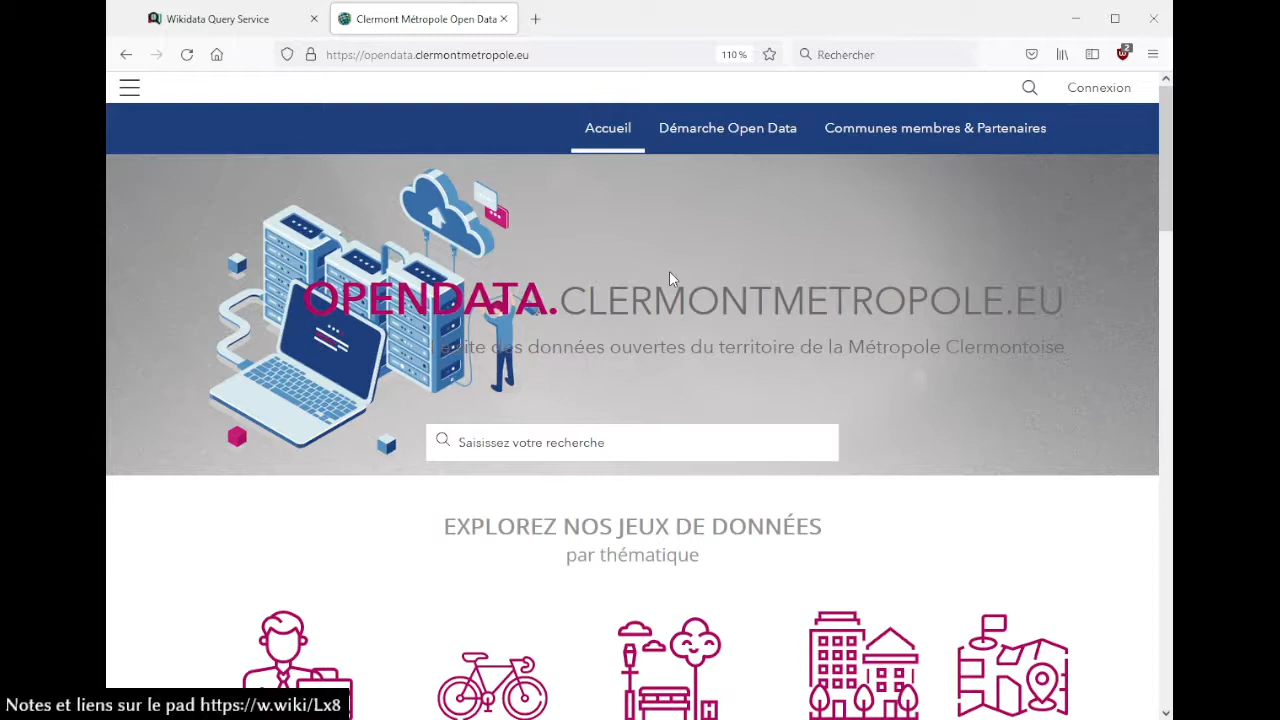 Wikidata Query Service
Clermont Métropole Open Data
https://opendata.clermontmetropole.eu
110 %
Rechercher
2
Connexion
Accueil
Démarche Open Data
Communes membres & Partenaires
OPENDATA.CLERMONTMETROPOLE.EU
site des données ouvertes du territoire de la Métropole Clermontoise
Saisissez votre recherche
EXPLOREZ NOS JEUX DE DONNÉES
par thématique
Notes et liens sur le pad https://w.wiki/Lx8